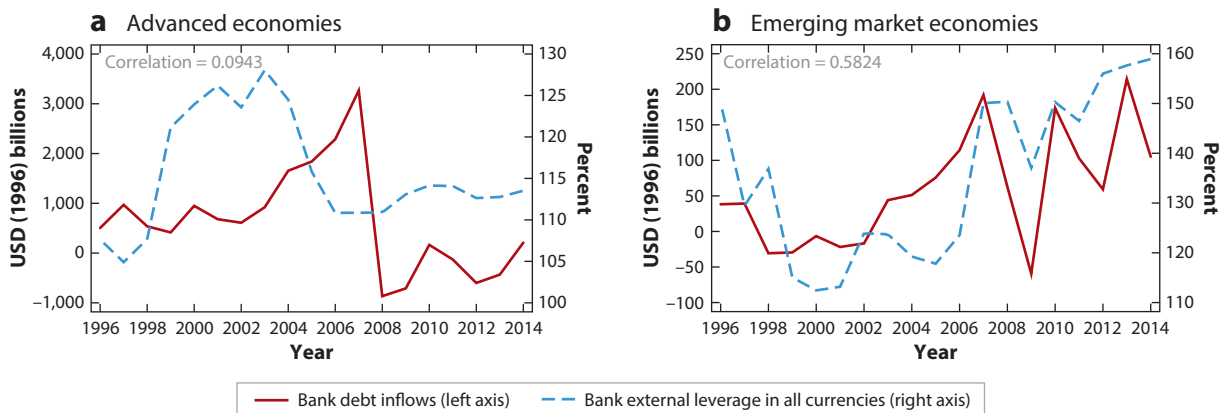 a Advanced economies
Correlation = 0.0943
USD (1996) billions
4,000
3,000
2,000
1,000
0
−1,000
130
125
120
115
110
105
100
Percent
1996 1998 2000 2002 2004 2006 2008 2010 2012 2014
Year
b Emerging market economies
Correlation = 0.5824
USD (1996) billions
250
200
150
100
50
0
−50
−100
160
150
140
130
120
110
Percent
1996 1998 2000 2002 2004 2006 2008 2010 2012 2014
Year
Bank debt inflows (left axis) Bank external leverage in all currencies (right axis)